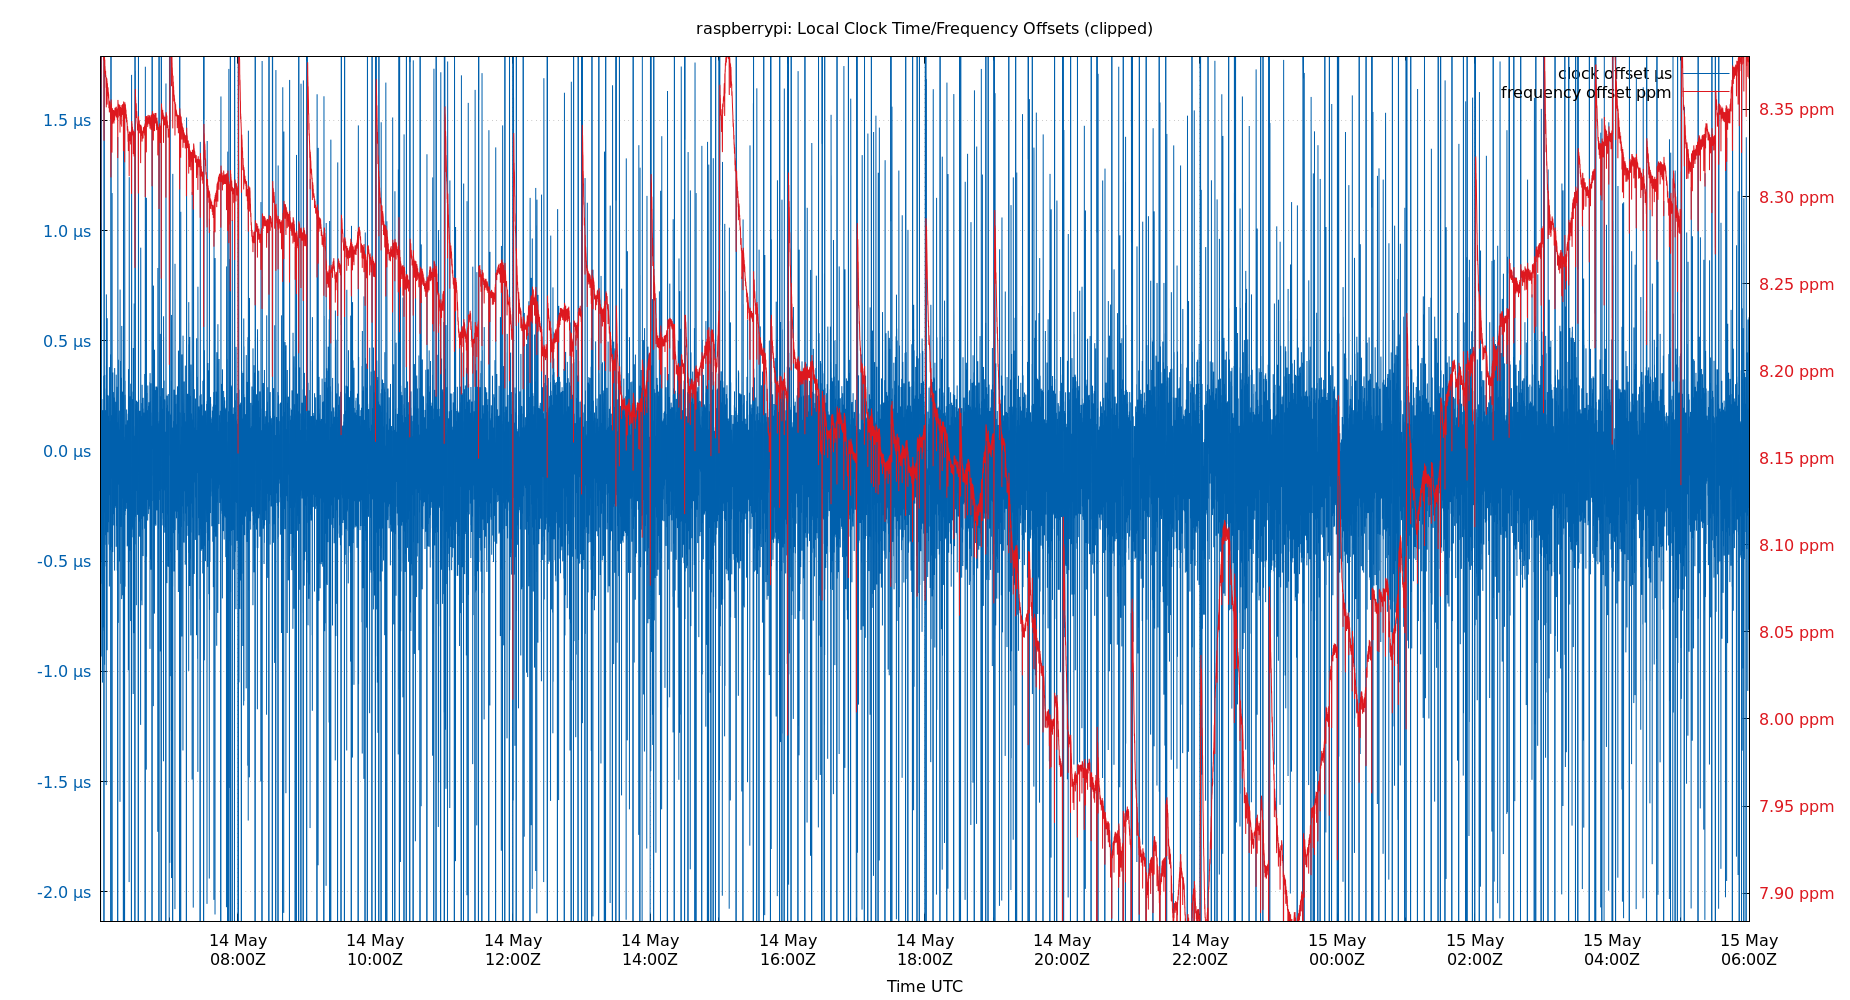 raspberrypi: Local Clock Time/Frequency Offsets (clipped)
clock offset µs
frequency offset ppm
1.5 µs
1.0 µs
0.5 µs
0.0 µs
-0.5 µs
-1.0 µs
-1.5 µs
-2.0 µs
8.35 ppm
8.30 ppm
8.25 ppm
8.20 ppm
8.15 ppm
8.10 ppm
8.05 ppm
8.00 ppm
7.95 ppm
7.90 ppm
14 May 14 May 14 May 14 May 14 May 14 May 14 May 14 May 15 May 15 May 15 May 15 May
08:00Z 10:00Z 12:00Z 14:00Z 16:00Z 18:00Z 20:00Z 22:00Z 00:00Z 02:00Z 04:00Z 06:00Z
Time UTC